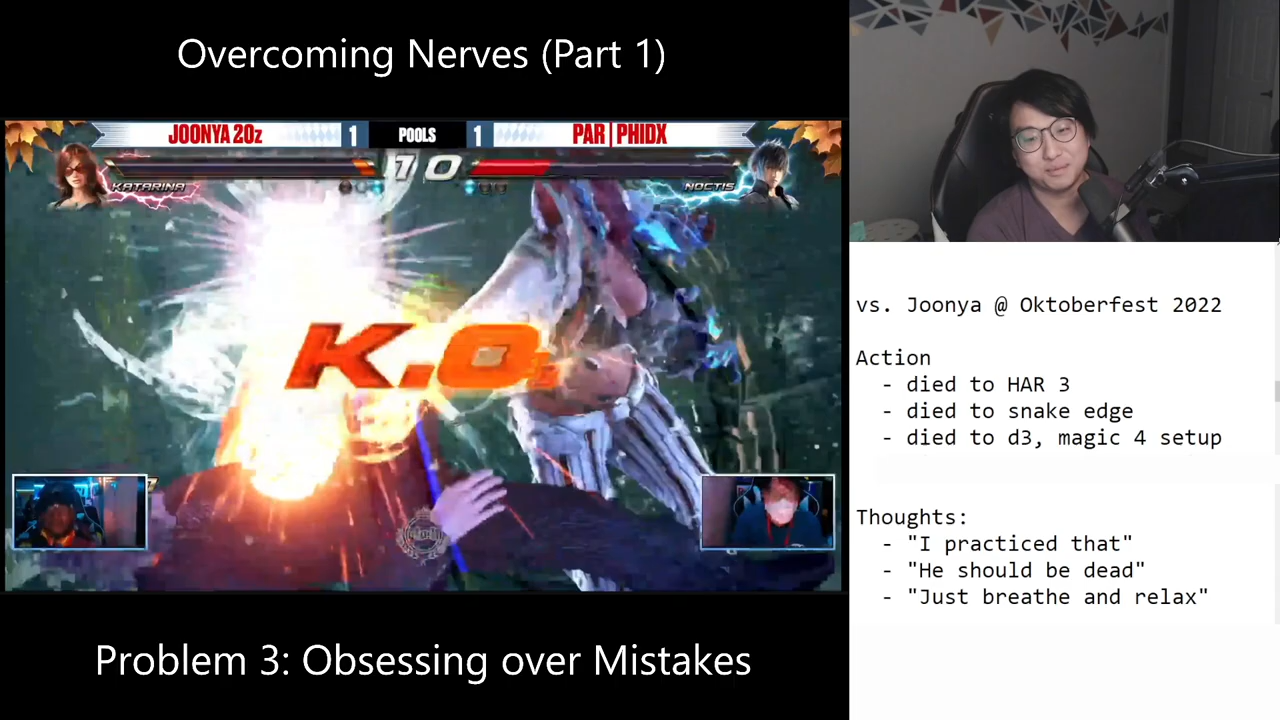 Overcoming Nerves (Part 1)
JOONYA 20z 1 POOLS 1 PAR | PHIDX
10
KATARINA
NOCTIS
K.O.
Problem 3: Obsessing over Mistakes
vs. Joonya @ Oktoberfest 2022
Action
- died to HAR 3
- died to snake edge
- died to d3, magic 4 setup
Thoughts:
- "I practiced that"
- "He should be dead"
- "Just breathe and relax"